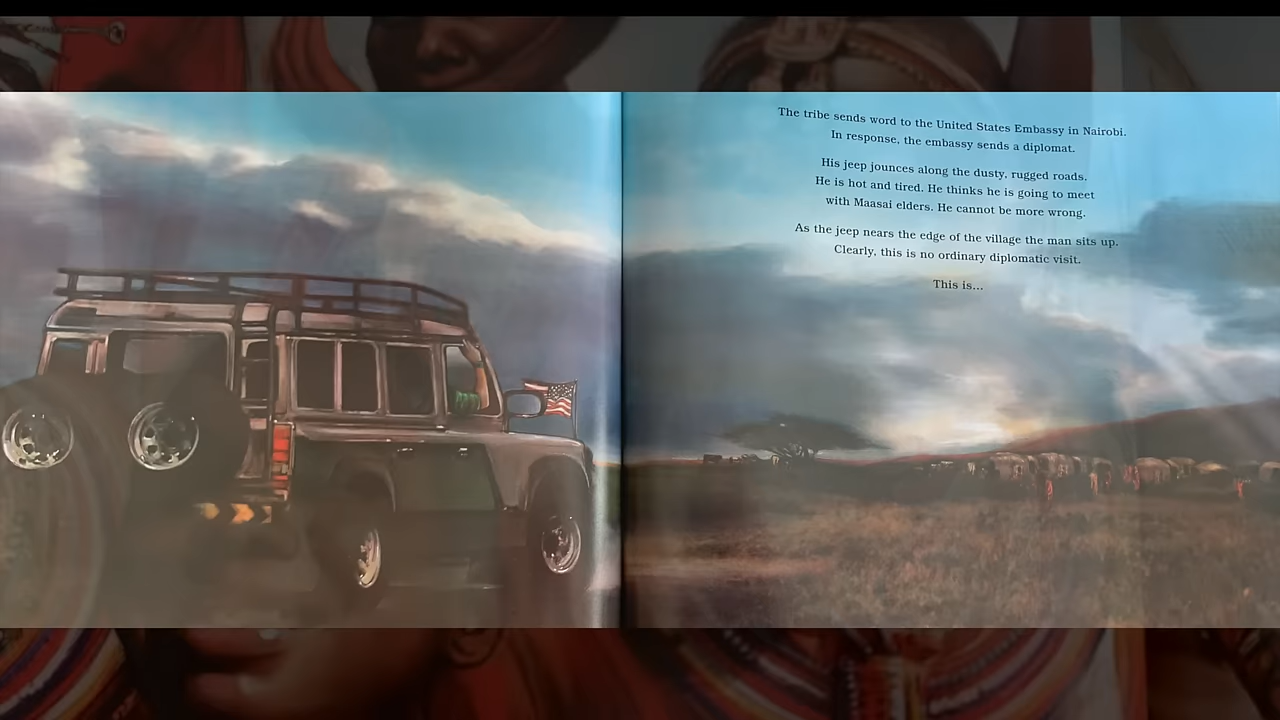 The tribe sends word to the United States Embassy in Nairobi.
In response, the embassy sends a diplomat.
His jeep jounces along the dusty, rugged roads.
He is hot and tired. He thinks he is going to meet
with Maasai elders. He cannot be more wrong.
As the jeep nears the edge of the village the man sits up.
Clearly, this is no ordinary diplomatic visit.
This is...